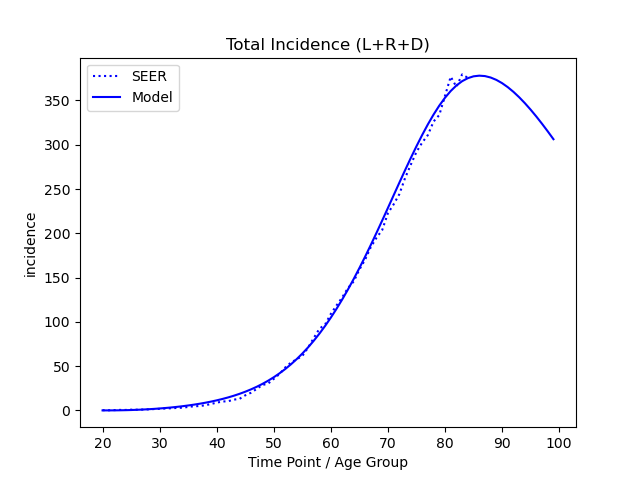 Total Incidence (L+R+D)
SEER
Model
350
300
250
200
150
100
50
0
incidence
20 30 40 50 60 70 80 90 100
Time Point / Age Group